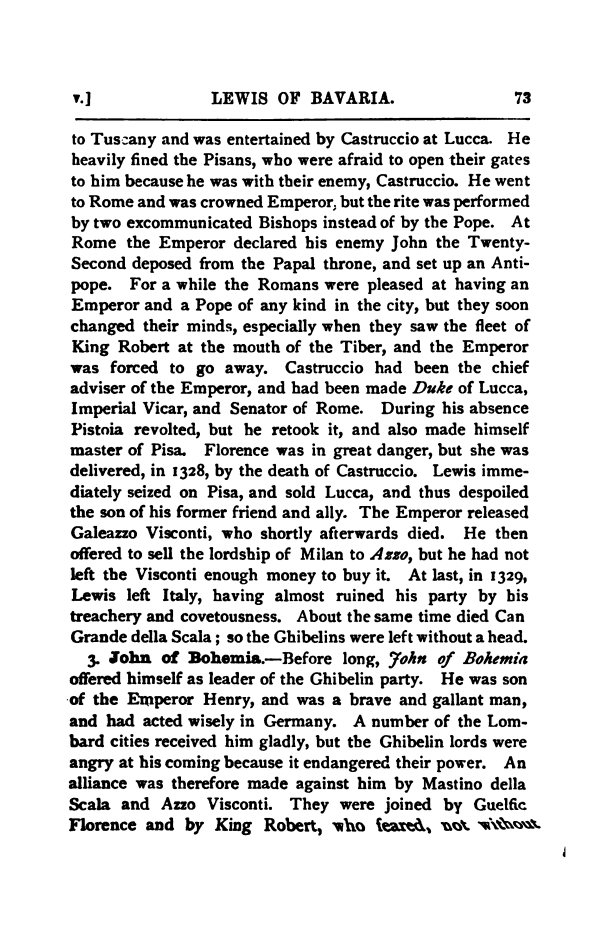 v.] LEWIS OF BAVARIA. 73
to Tuscany and was entertained by Castruccio at Lucca. He
heavily fined the Pisans, who were afraid to open their gates
to him because he was with their enemy, Castruccio. He went
to Rome and was crowned Emperor, but the rite was performed
by two excommunicated Bishops instead of by the Pope. At
Rome the Emperor declared his enemy John the Twenty-
Second deposed from the Papal throne, and set up an Anti-
pope. For a while the Romans were pleased at having an
Emperor and a Pope of any kind in the city, but they soon
changed their minds, especially when they saw the fleet of
King Robert at the mouth of the Tiber, and the Emperor
was forced to go away. Castruccio had been the chief
adviser of the Emperor, and had been made Duke of Lucca,
Imperial Vicar, and Senator of Rome. During his absence
Pistoia revolted, but he retook it, and also made himself
master of Pisa. Florence was in great danger, but she was
delivered, in 1328, by the death of Castruccio. Lewis imme-
diately seized on Pisa, and sold Lucca, and thus despoiled
the son of his former friend and ally. The Emperor released
Galeazzo Visconti, who shortly afterwards died. He then
offered to sell the lordship of Milan to Azzo, but he had not
left the Visconti enough money to buy it. At last, in 1329,
Lewis left Italy, having almost ruined his party by his
treachery and covetousness. About the same time died Can
Grande della Scala; so the Ghibelins were left without a head.
3. John of Bohemia.—Before long, John of Bohemia
offered himself as leader of the Ghibelin party. He was son
of the Emperor Henry, and was a brave and gallant man,
and had acted wisely in Germany. A number of the Lom-
bard cities received him gladly, but the Ghibelin lords were
angry at his coming because it endangered their power. An
alliance was therefore made against him by Mastino della
Scala and Azzo Visconti. They were joined by Guelfic
Florence and by King Robert, who feared, not without